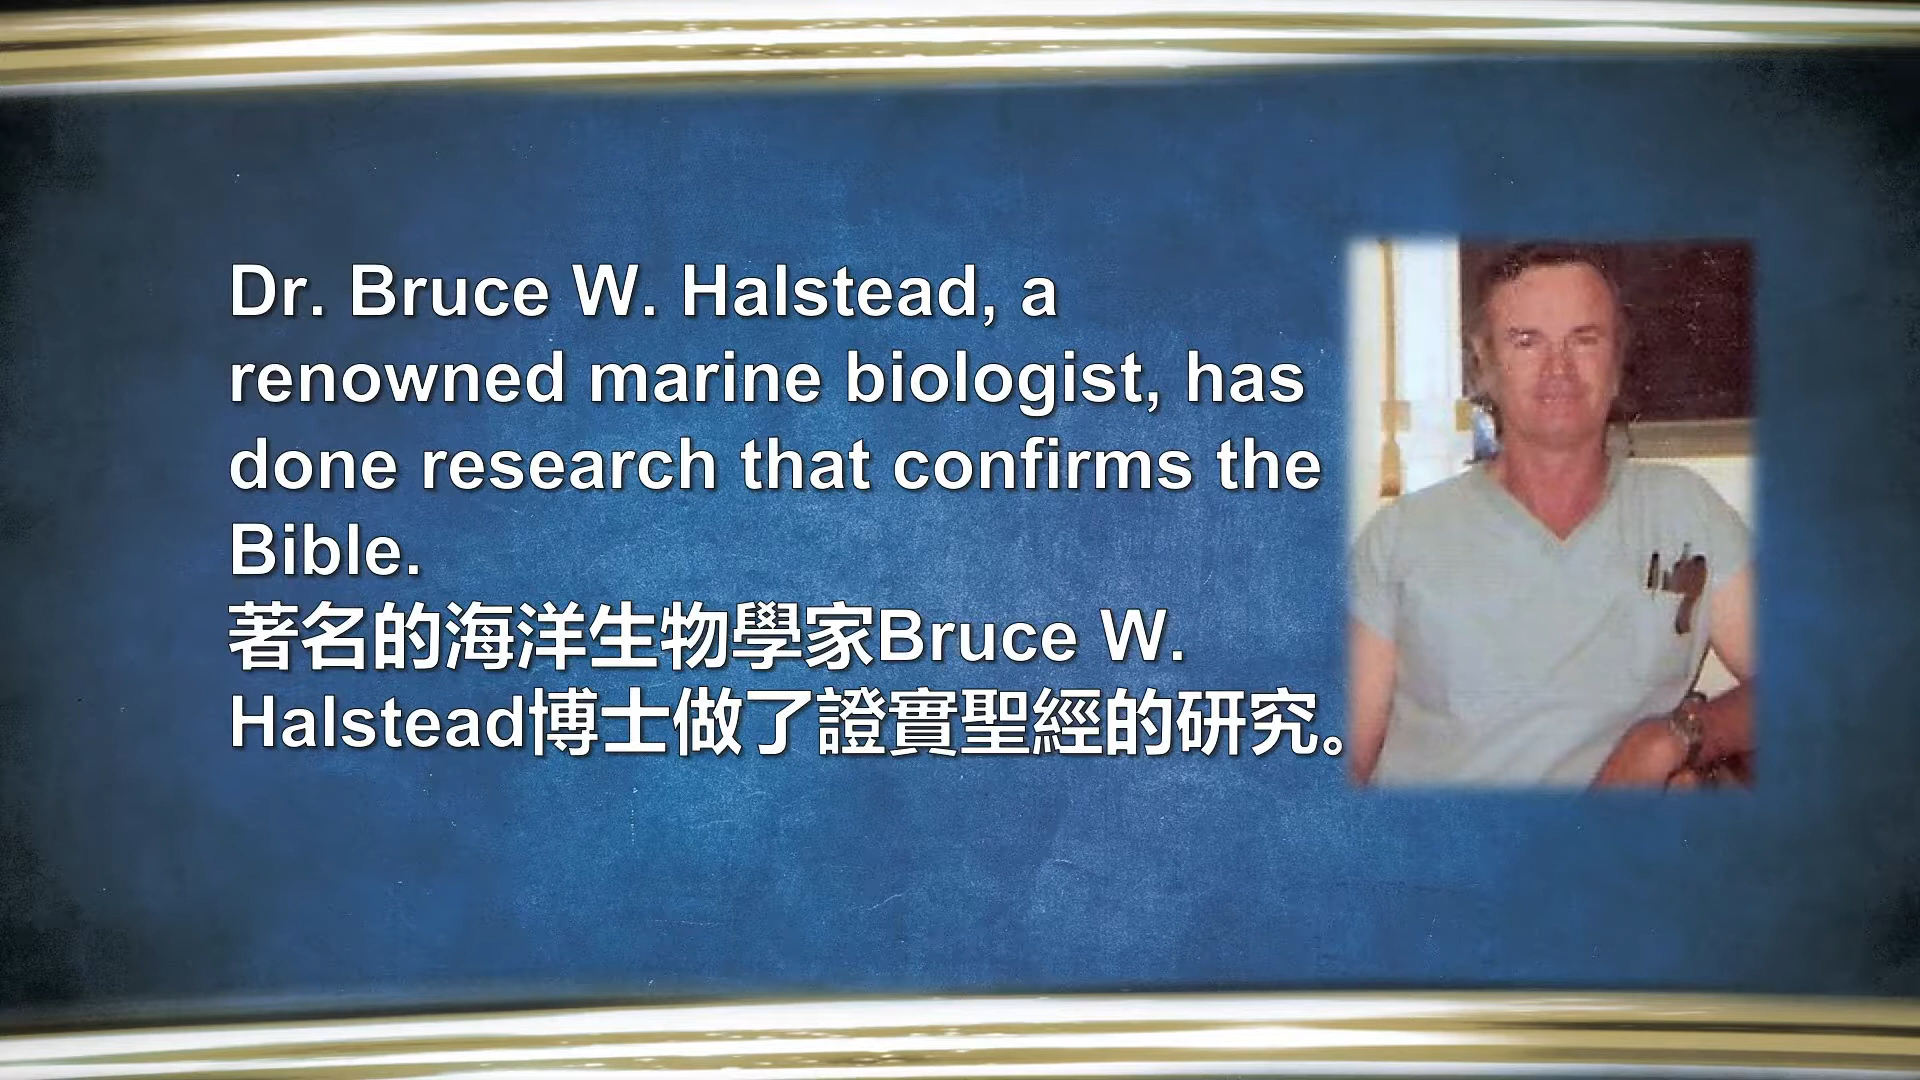 Dr. Bruce W. Halstead, a
renowned marine biologist, has
done research that confirms the
Bible.
著名的海洋生物學家Bruce W.
Halstead博士做了證實聖經的研究。